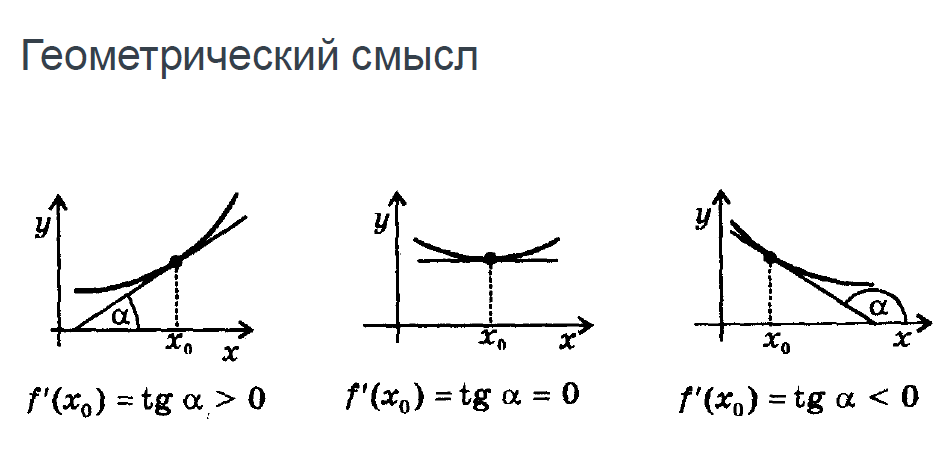 Геометрический смысл
y α x₀ x
y x₀ x
y α x₀ x
f'(x₀) = tg α > 0
f'(x₀) = tg α = 0
f'(x₀) = tg α < 0